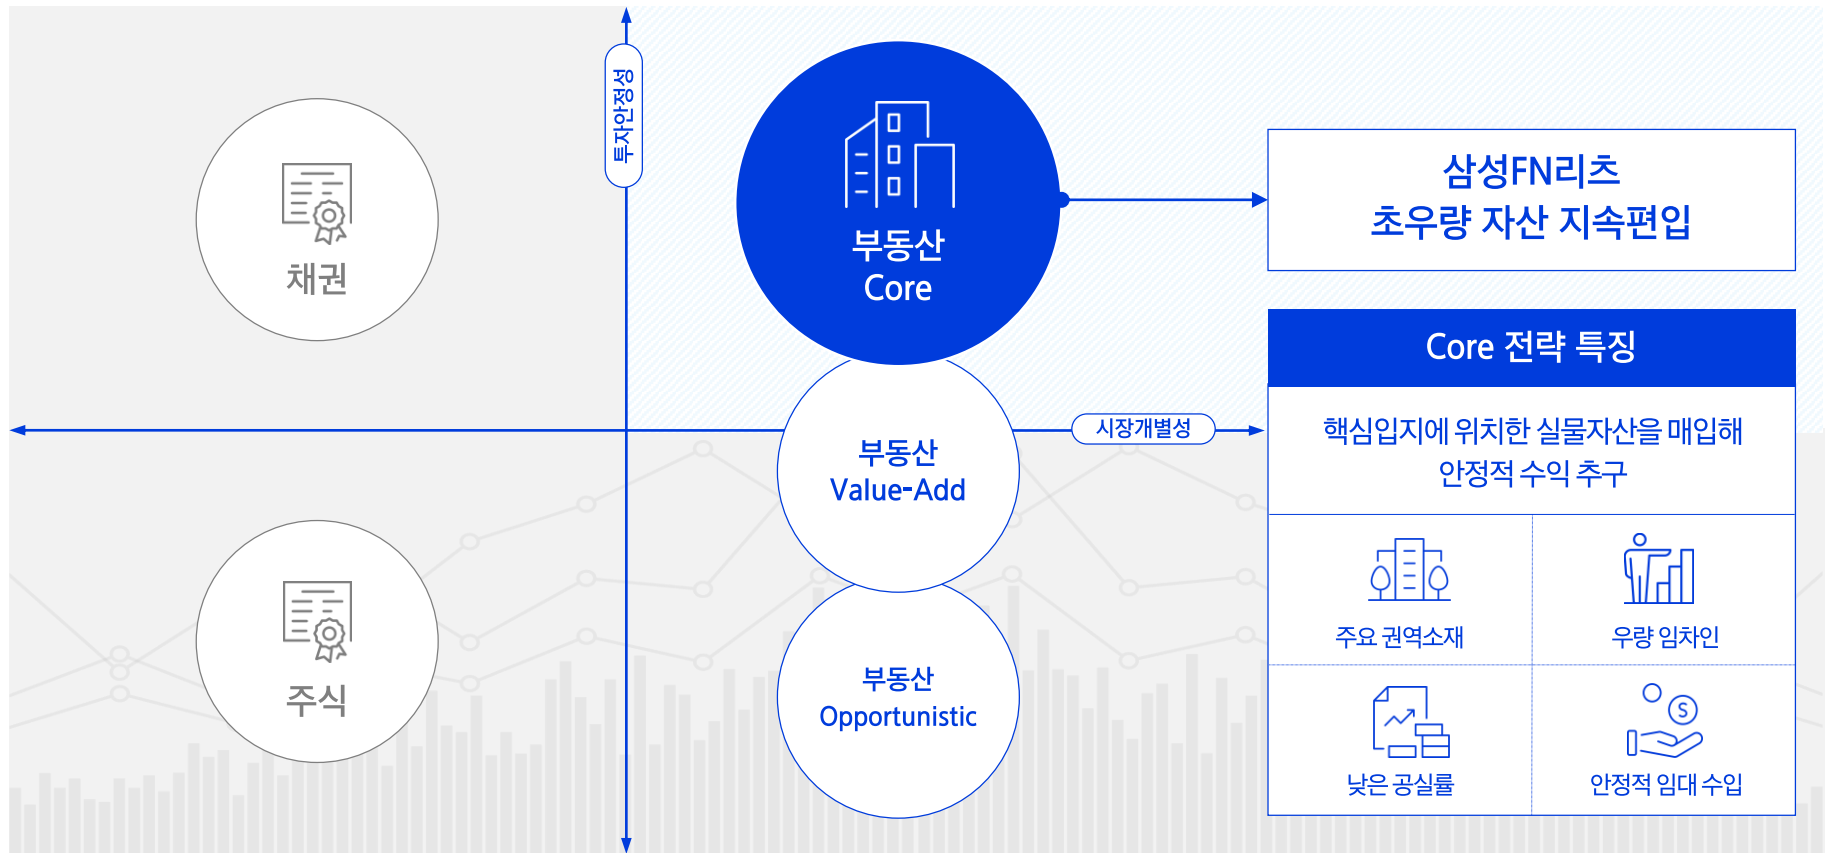 투자안정성
채권
부동산
Core
삼성FN리츠
초우량 자산 지속편입
Core 전략 특징
시장개별성
핵심입지에 위치한 실물자산을 매입해
안정적 수익 추구
부동산
Value-Add
주요 권역소재
우량 임차인
주식
부동산
Opportunistic
S
낮은 공실률
안정적 임대 수입